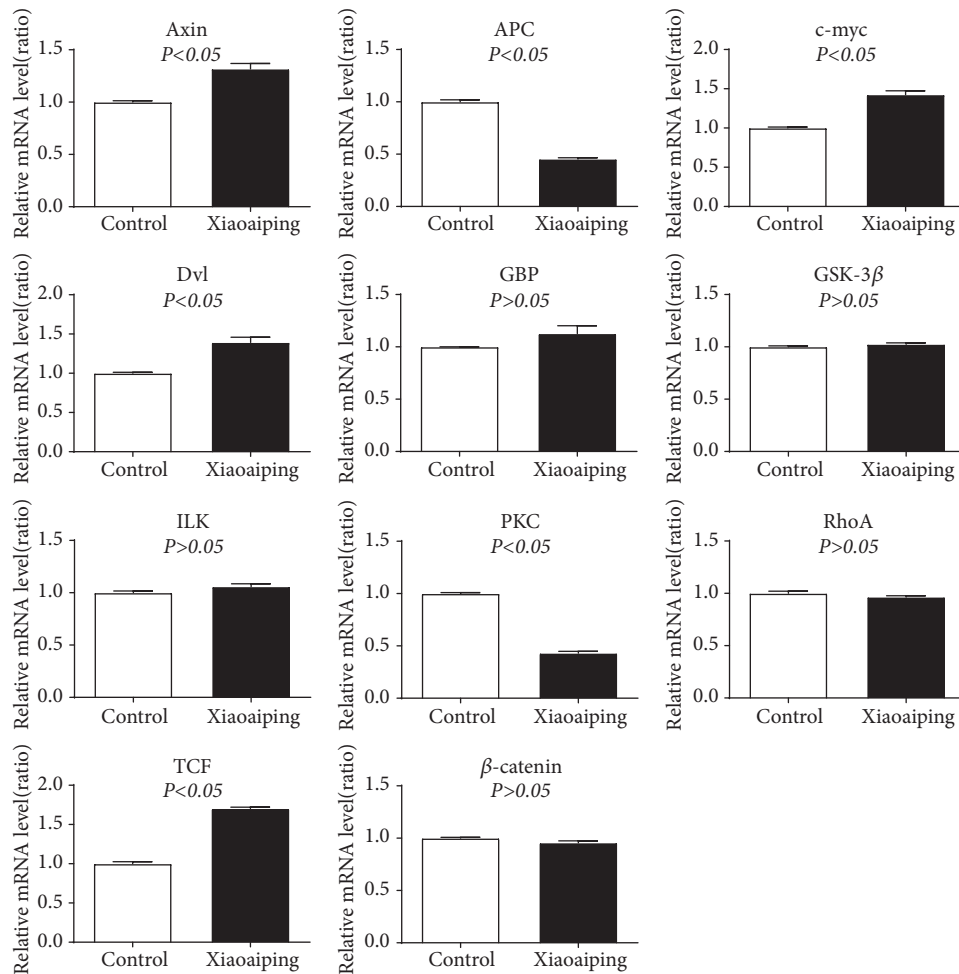 Axin
P<0.05
Relative mRNA level(ratio)
1.5
1.0
0.5
0.0
Control Xiaoaiping
APC
P<0.05
Relative mRNA level(ratio)
1.5
1.0
0.5
0.0
Control Xiaoaiping
c-myc
P<0.05
Relative mRNA level(ratio)
2.0
1.5
1.0
0.5
0.0
Control Xiaoaiping
Dvl
P<0.05
Relative mRNA level(ratio)
2.0
1.5
1.0
0.5
0.0
Control Xiaoaiping
GBP
P>0.05
Relative mRNA level(ratio)
1.5
1.0
0.5
0.0
Control Xiaoaiping
GSK-3β
P>0.05
Relative mRNA level(ratio)
1.5
1.0
0.5
0.0
Control Xiaoaiping
ILK
P>0.05
Relative mRNA level(ratio)
1.5
1.0
0.5
0.0
Control Xiaoaiping
PKC
P<0.05
Relative mRNA level(ratio)
1.5
1.0
0.5
0.0
Control Xiaoaiping
RhoA
P>0.05
Relative mRNA level(ratio)
1.5
1.0
0.5
0.0
Control Xiaoaiping
TCF
P<0.05
Relative mRNA level(ratio)
2.0
1.5
1.0
0.5
0.0
Control Xiaoaiping
β-catenin
P>0.05
Relative mRNA level(ratio)
1.5
1.0
0.5
0.0
Control Xiaoaiping